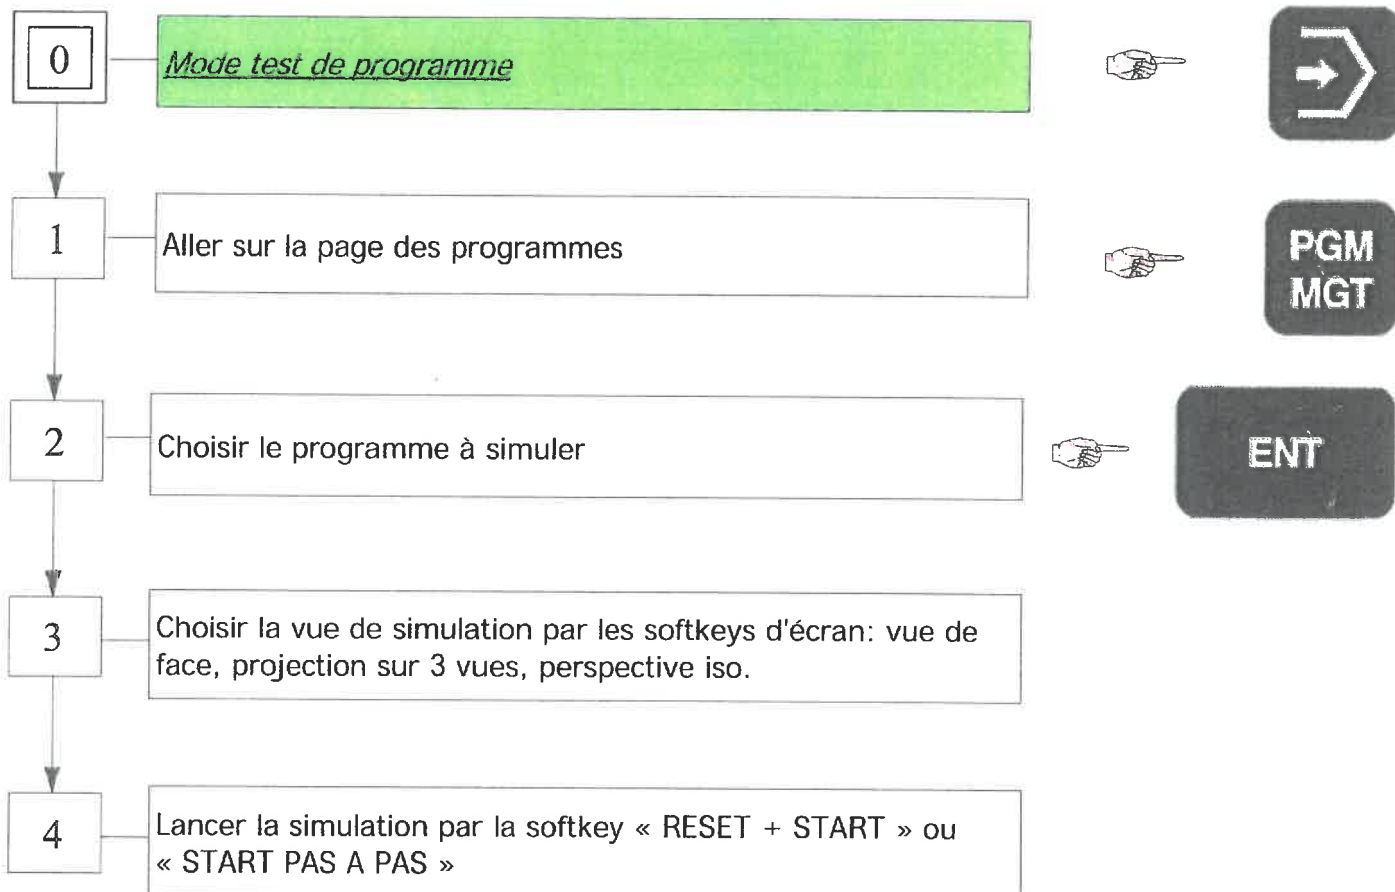 0
Mode test de programme
1
Aller sur la page des programmes
PGM
MGT
2
Choisir le programme à simuler
ENT
3
Choisir la vue de simulation par les softkeys d'écran: vue de
face, projection sur 3 vues, perspective iso.
4
Lancer la simulation par la softkey « RESET + START » ou
« START PAS A PAS »